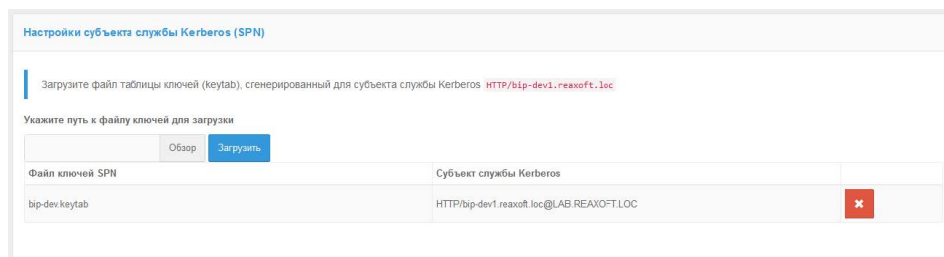 Настройки субъекта службы Kerberos (SPN)
Загрузите файл таблицы ключей (keytab), сгенерированный для субъекта службы Kerberos HTTP/bip-dev1.reaxoft.loc
Укажите путь к файлу ключей для загрузки
Обзор Загрузить
Файл ключей SPN Субъект службы Kerberos
bip-dev.keytab HTTP/bip-dev1.reaxoft.loc@LAB.REAXOFT.LOC